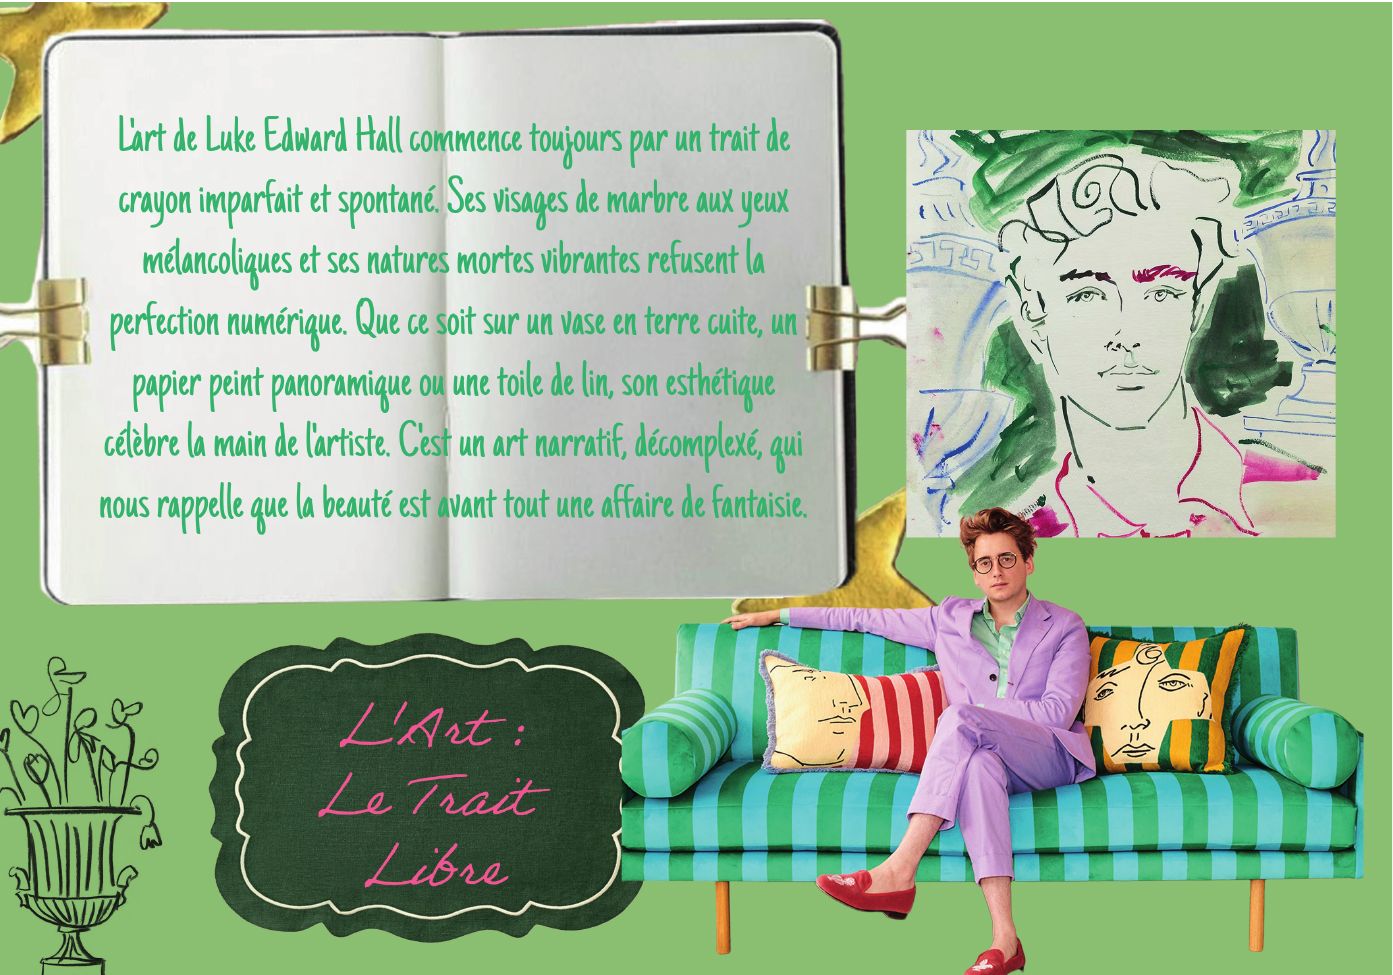 L'art de Luke Edward Hall commence toujours par un trait de
crayon imparfait et spontané. Ses visages de marbre aux yeux
mélancoliques et ses natures mortes vibrantes refusent la
perfection numérique. Que ce soit sur un vase en terre cuite, un
papier peint panoramique ou une toile de lin, son esthétique
célèbre la main de l'artiste. C'est un art narratif, décomplexé, qui
nous rappelle que la beauté est avant tout une affaire de fantaisie.
L'Art :
Le Trait
Libre